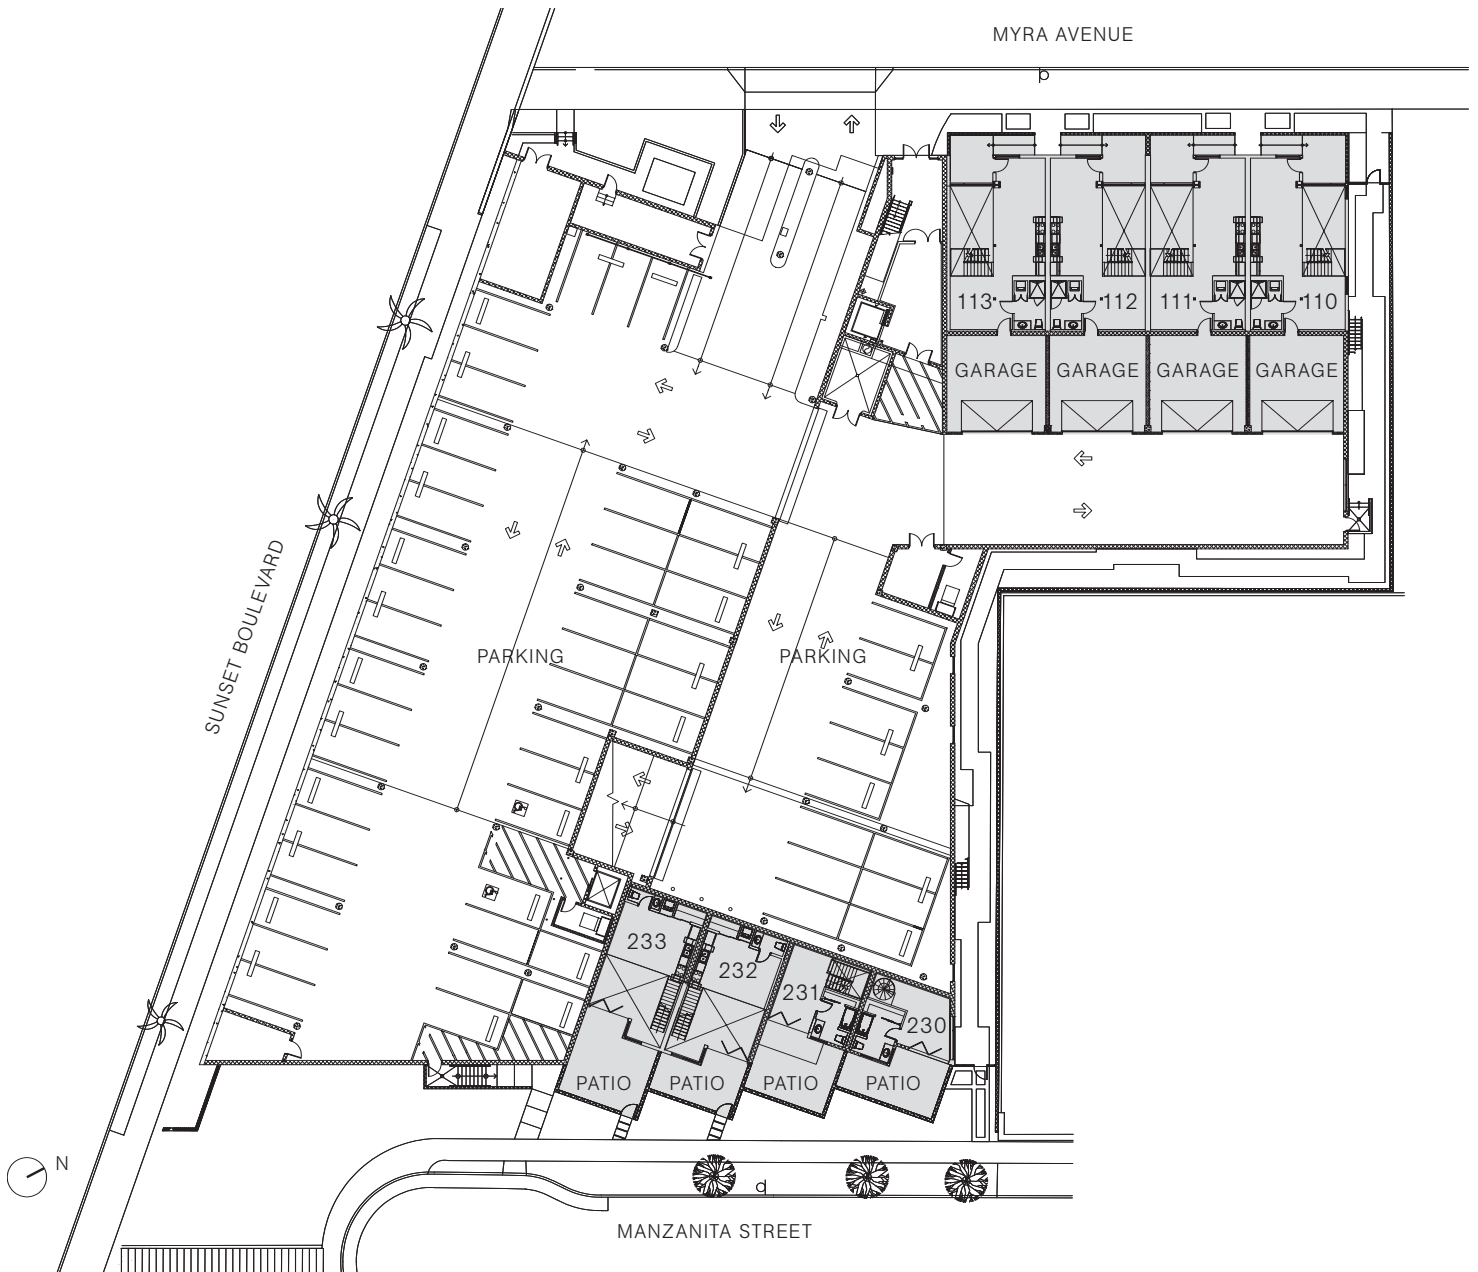 MYRA AVENUE
p
113 112 111 110
GARAGE GARAGE GARAGE GARAGE
SUNSET BOULEVARD
PARKING PARKING
233 232 231 230
PATIO PATIO PATIO PATIO
N
d
MANZANITA STREET